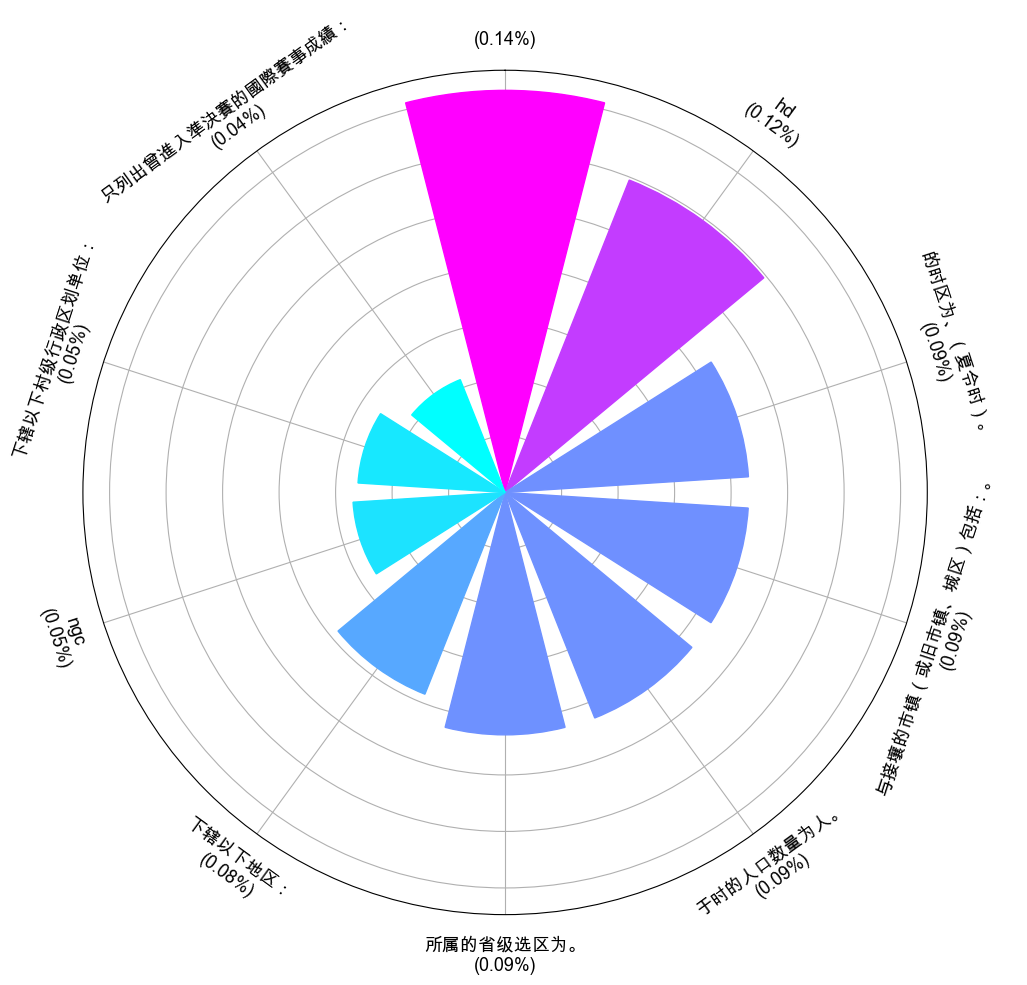 (0.14%)
hd
(0.12%)
的时区为、（夏令时）。
(0.09%)
与接壤的市镇（或旧市镇、城区）包括：。
(0.09%)
于时的人口数量为人。
(0.09%)
所属的省级选区为。
(0.09%)
下辖以下地区：
(0.08%)
ngc
(0.05%)
下辖以下村级行政区划单位：
(0.05%)
只列出曾進入準決賽的國際賽事成績：
(0.04%)